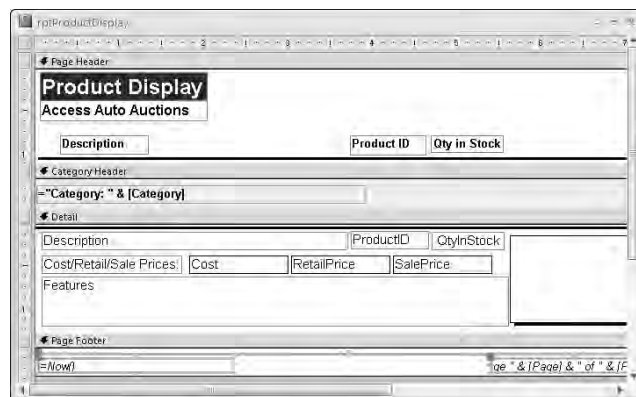 rptProductDisplay
Page Header
Product Display
Access Auto Auctions
Description Product ID Qty in Stock
Category Header
="Category: " & [Category]
Detail
Description ProductID QtyInStock
Cost/Retail/Sale Prices: Cost RetailPrice SalePrice
Features
Page Footer
=Now() ge " & [Page] & " of " & [P